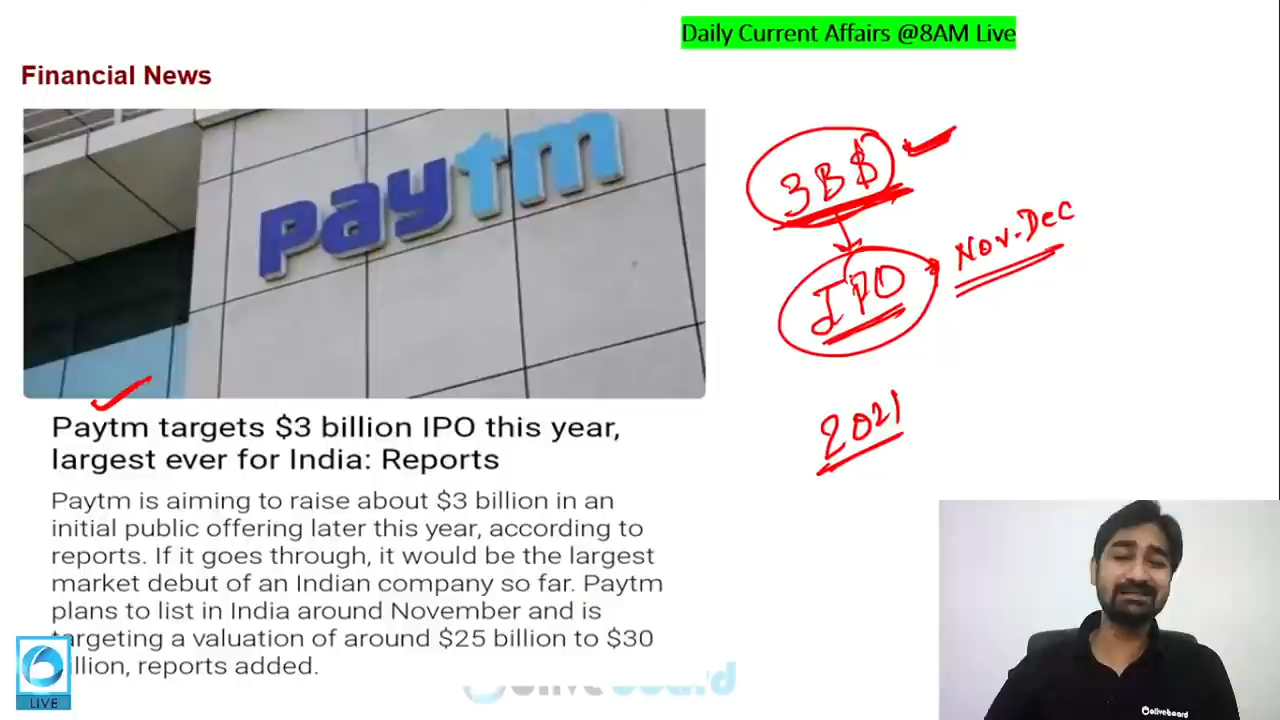 Daily Current Affairs @8AM Live
Financial News
paytm
3 B $
IPO
Nov-Dec
2021
Paytm targets $3 billion IPO this year,
largest ever for India: Reports
Paytm is aiming to raise about $3 billion in an
initial public offering later this year, according to
reports. If it goes through, it would be the largest
market debut of an Indian company so far. Paytm
plans to list in India around November and is
targeting a valuation of around $25 billion to $30
billion, reports added.
LIVE
oliveboard
oliveboard